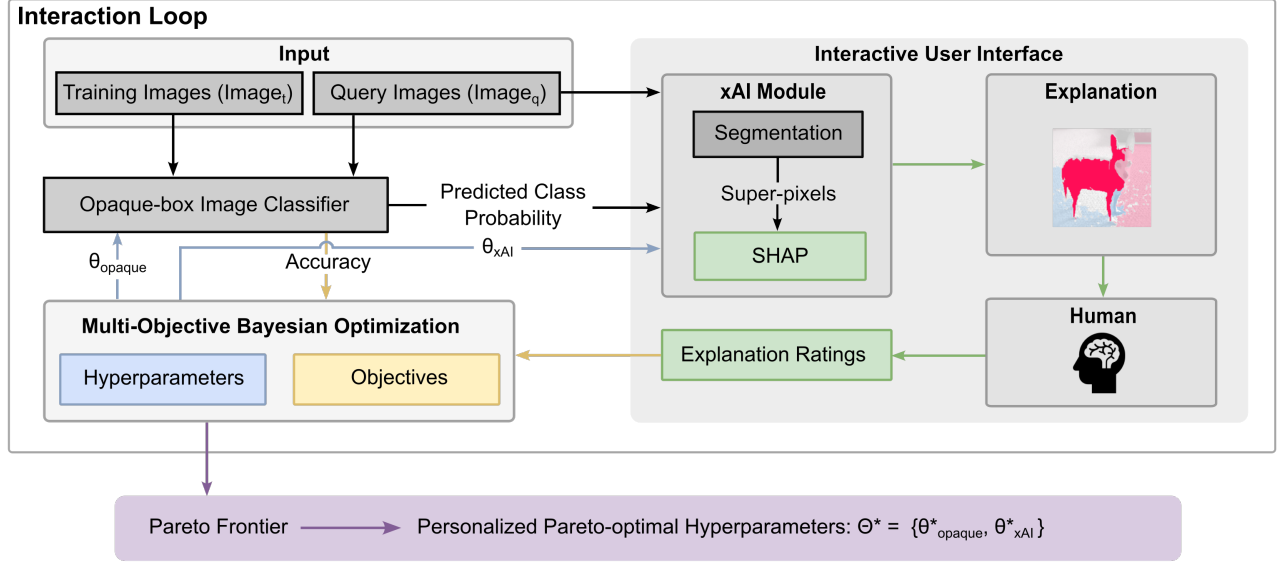 Interaction Loop
Input
Training Images (Imageₜ)
Query Images (Image_q)
Opaque-box Image Classifier
Predicted Class
Probability
θ_opaque
Accuracy
θ_xAI
Multi-Objective Bayesian Optimization
Hyperparameters
Objectives
Interactive User Interface
xAI Module
Segmentation
Super-pixels
SHAP
Explanation
Human
Explanation Ratings
Pareto Frontier
Personalized Pareto-optimal Hyperparameters: Θ* = {θ*_opaque, θ*_xAI}